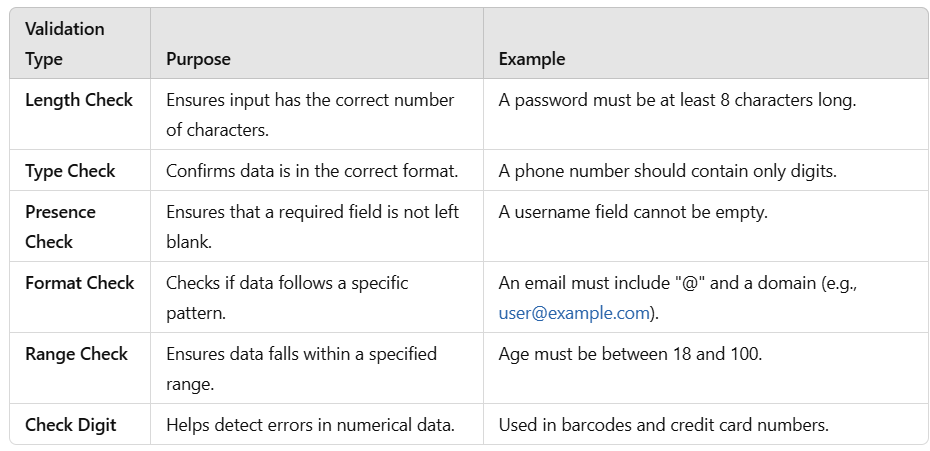 Validation
Type
Purpose
Example
Length Check
Ensures input has the correct number
of characters.
A password must be at least 8 characters long.
Type Check
Confirms data is in the correct format.
A phone number should contain only digits.
Presence
Check
Ensures that a required field is not left
blank.
A username field cannot be empty.
Format Check
Checks if data follows a specific
pattern.
An email must include "@" and a domain (e.g.,
user@example.com).
Range Check
Ensures data falls within a specified
range.
Age must be between 18 and 100.
Check Digit
Helps detect errors in numerical data.
Used in barcodes and credit card numbers.